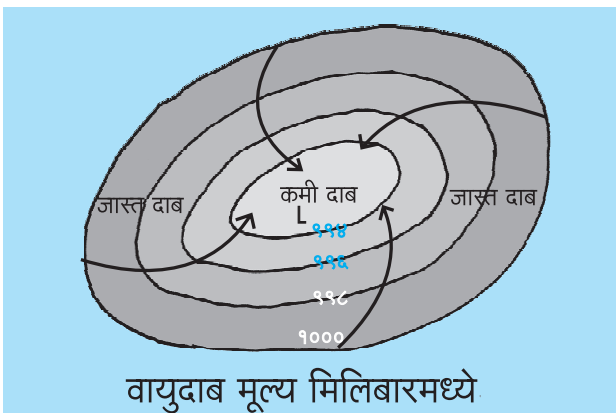 जास्त दाब
कमी दाब
L
जास्त दाब
९९४
९९६
९९८
१०००
वायुदाब मूल्य मिलिबारमध्ये